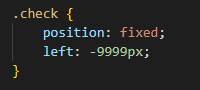 .check {
    position: fixed;
    left: -9999px;
}